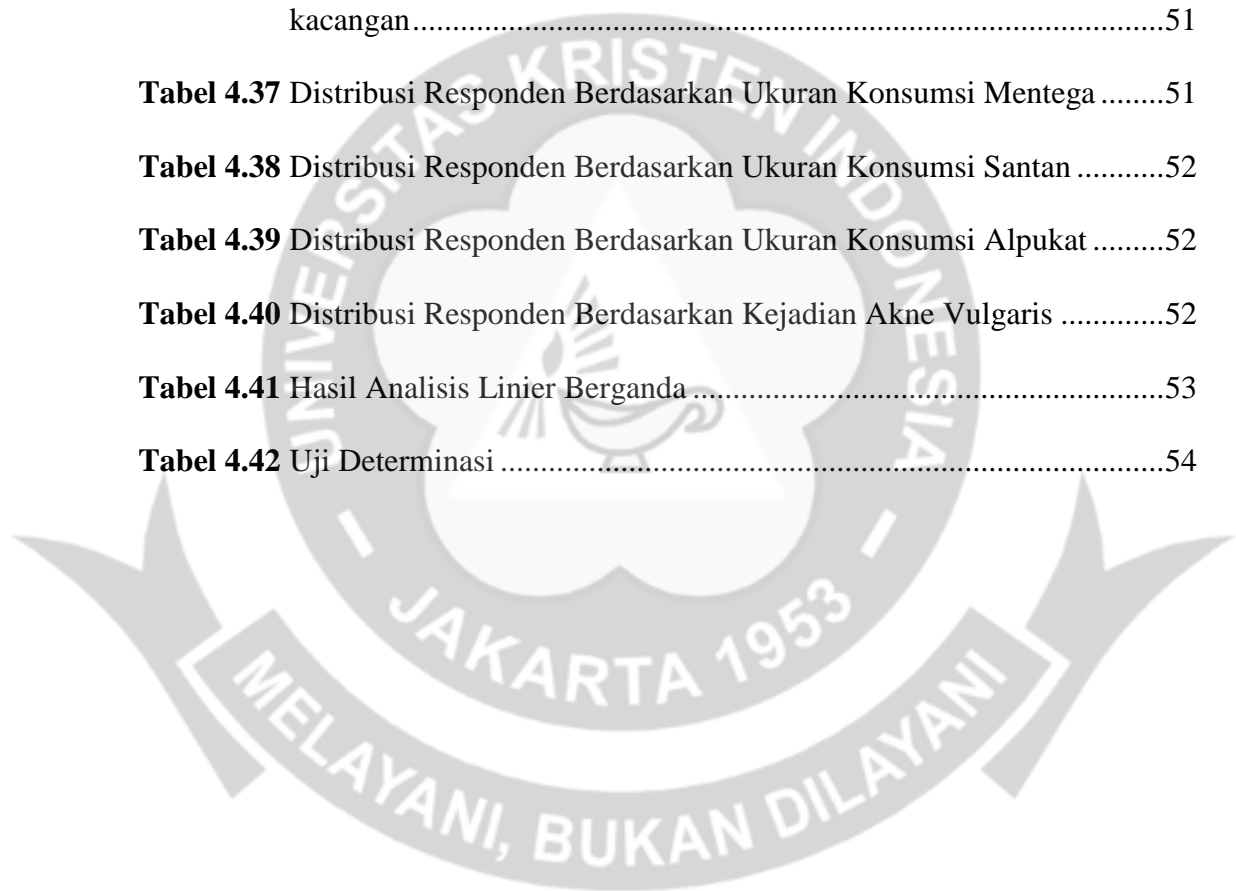 kacangan..........................................................................................51
Tabel 4.37 Distribusi Responden Berdasarkan Ukuran Konsumsi Mentega ........51
Tabel 4.38 Distribusi Responden Berdasarkan Ukuran Konsumsi Santan ...........52
Tabel 4.39 Distribusi Responden Berdasarkan Ukuran Konsumsi Alpukat .........52
Tabel 4.40 Distribusi Responden Berdasarkan Kejadian Akne Vulgaris .............52
Tabel 4.41 Hasil Analisis Linier Berganda .........................................................53
Tabel 4.42 Uji Determinasi ................................................................................54
UNIVERSITAS KRISTEN INDONESIA
- JAKARTA 1953 -
MELAYANI, BUKAN DILAYANI